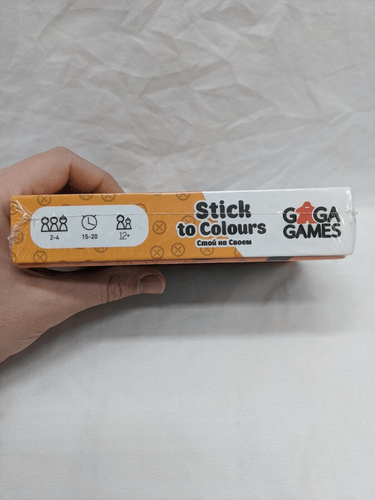 2-4
15-20
12+
Stick
to Colours
Стой на Своем
GAGA
GAMES